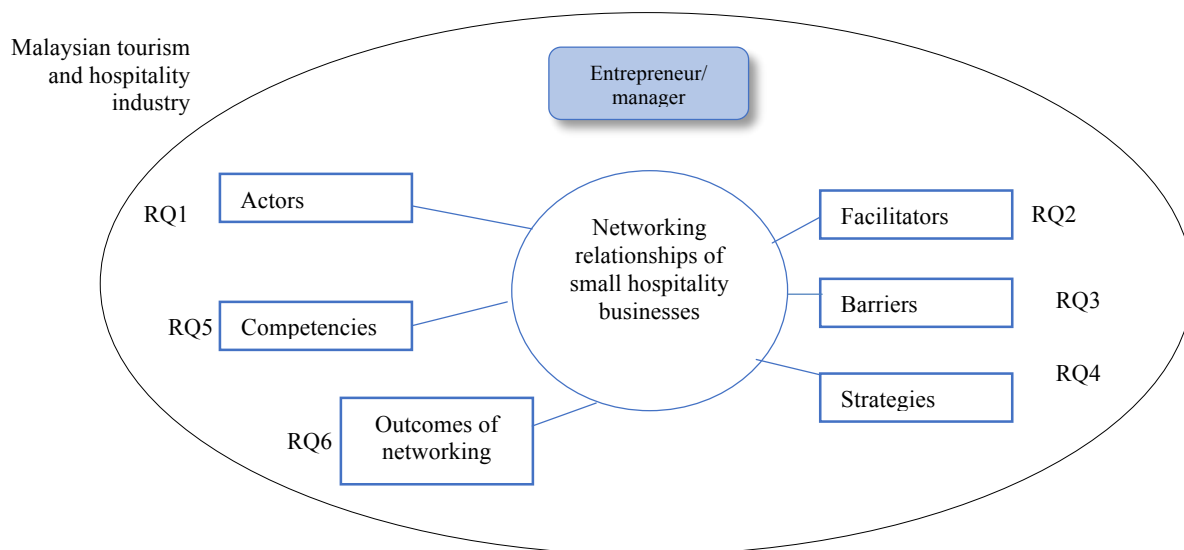 Malaysian tourism
and hospitality
industry
Entrepreneur/
manager
RQ1
Actors
Networking
relationships of
small hospitality
businesses
Facilitators
RQ2
RQ5
Competencies
Barriers
RQ3
RQ6
Outcomes of
networking
Strategies
RQ4